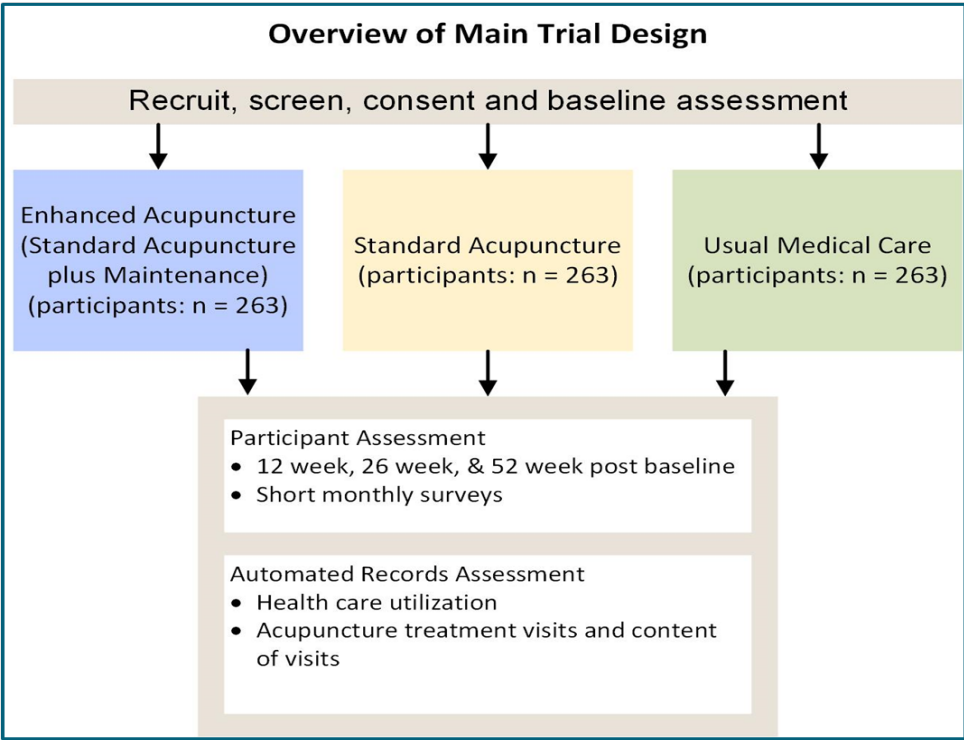 Overview of Main Trial Design
Recruit, screen, consent and baseline assessment
Enhanced Acupuncture
(Standard Acupuncture
plus Maintenance)
(participants: n = 263)
Standard Acupuncture
(participants: n = 263)
Usual Medical Care
(participants: n = 263)
Participant Assessment
• 12 week, 26 week, & 52 week post baseline
• Short monthly surveys
Automated Records Assessment
• Health care utilization
• Acupuncture treatment visits and content
of visits